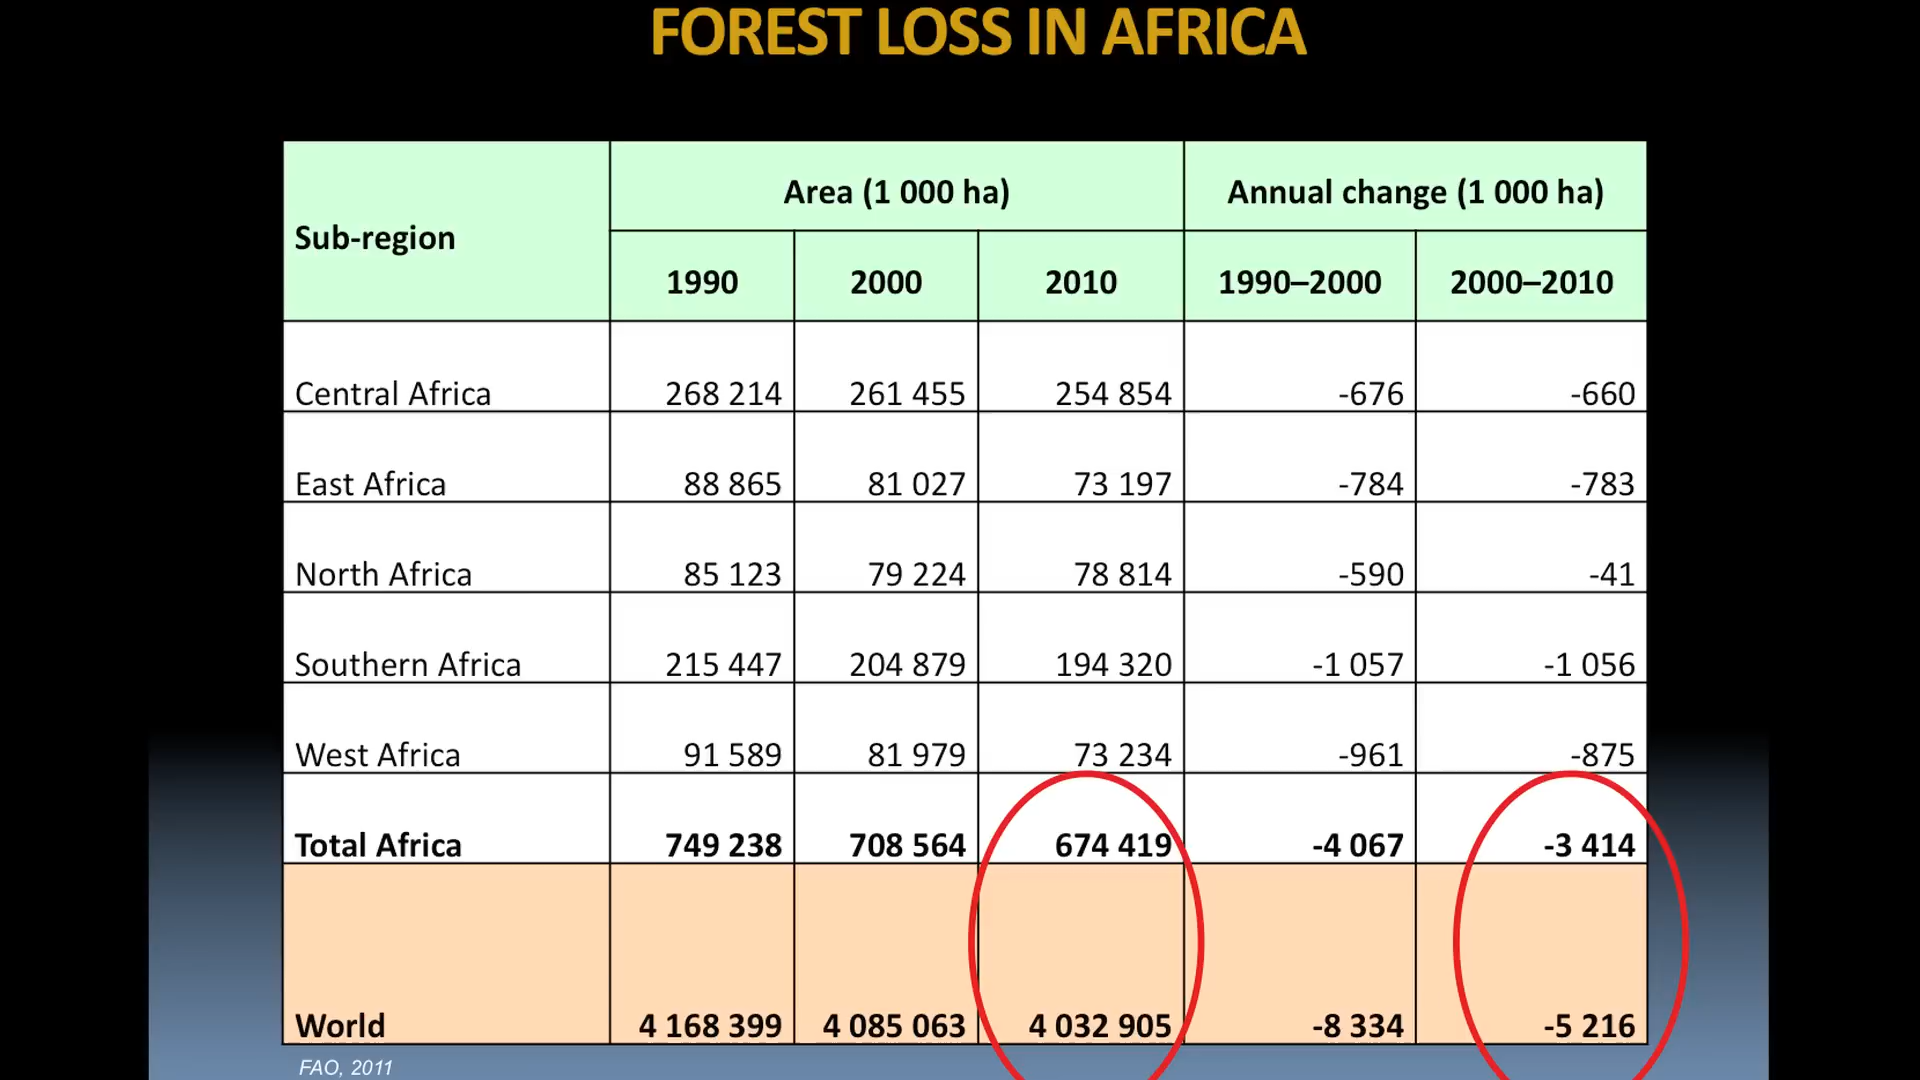 FOREST LOSS IN AFRICA
Sub-region Area (1 000 ha) Annual change (1 000 ha)
1990 2000 2010 1990–2000 2000–2010
Central Africa 268 214 261 455 254 854 -676 -660
East Africa 88 865 81 027 73 197 -784 -783
North Africa 85 123 79 224 78 814 -590 -41
Southern Africa 215 447 204 879 194 320 -1 057 -1 056
West Africa 91 589 81 979 73 234 -961 -875
Total Africa 749 238 708 564 674 419 -4 067 -3 414
World 4 168 399 4 085 063 4 032 905 -8 334 -5 216
FAO, 2011